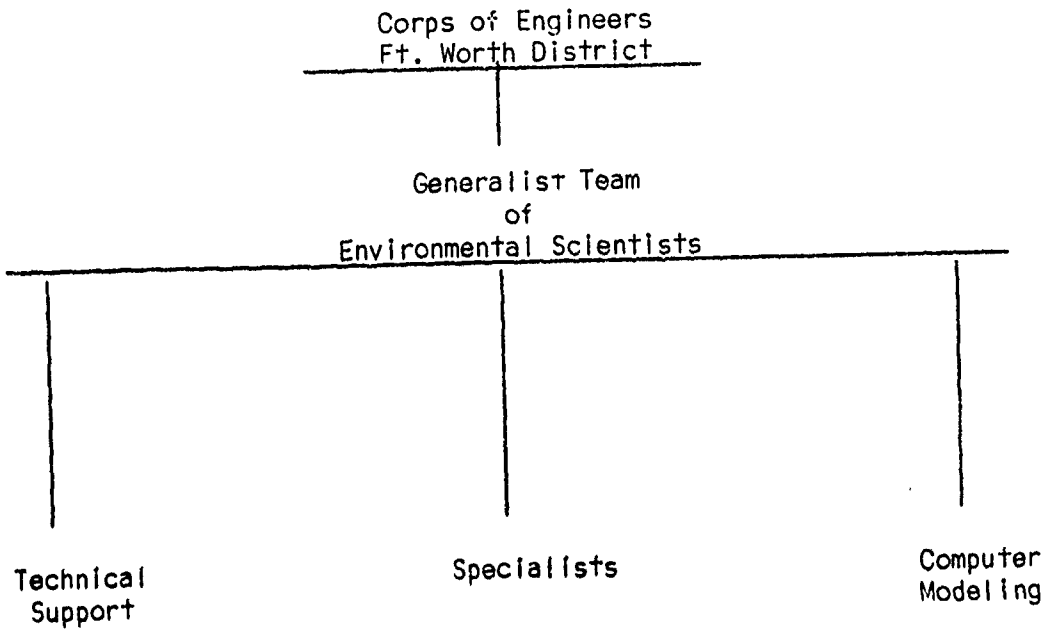 Corps of Engineers
Ft. Worth District
Generalist Team
of
Environmental Scientists
Technical
Support
Specialists
Computer
Modeling